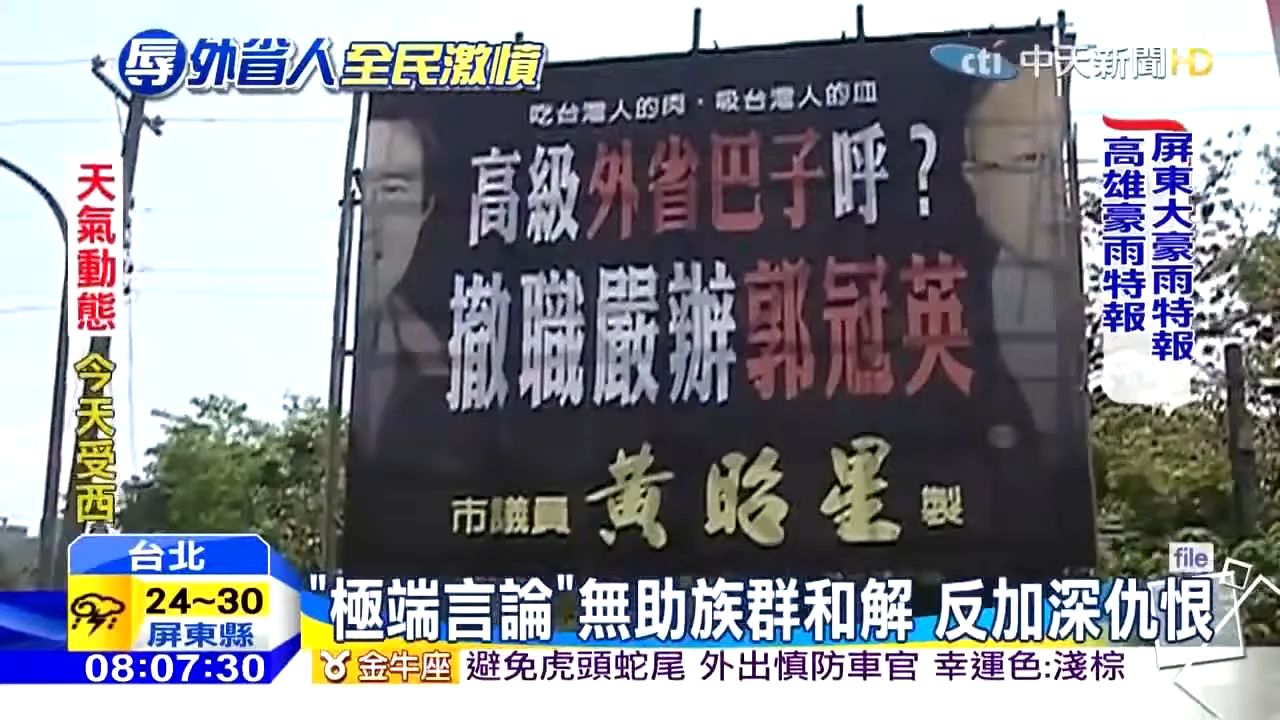 辱外省人 全民激憤
cti 中天新聞HD
吃台灣人的肉．吸台灣人的血
高級外省巴子呼？
撤職嚴辦郭冠英
市議員 黃昭星 製
天氣動態 今天受西
屏東大豪雨特報
高雄豪雨特報
file
台北
24~30
屏東縣
08:07:30
"極端言論"無助族群和解 反加深仇恨
金牛座 避免虎頭蛇尾 外出慎防車官 幸運色:淺棕